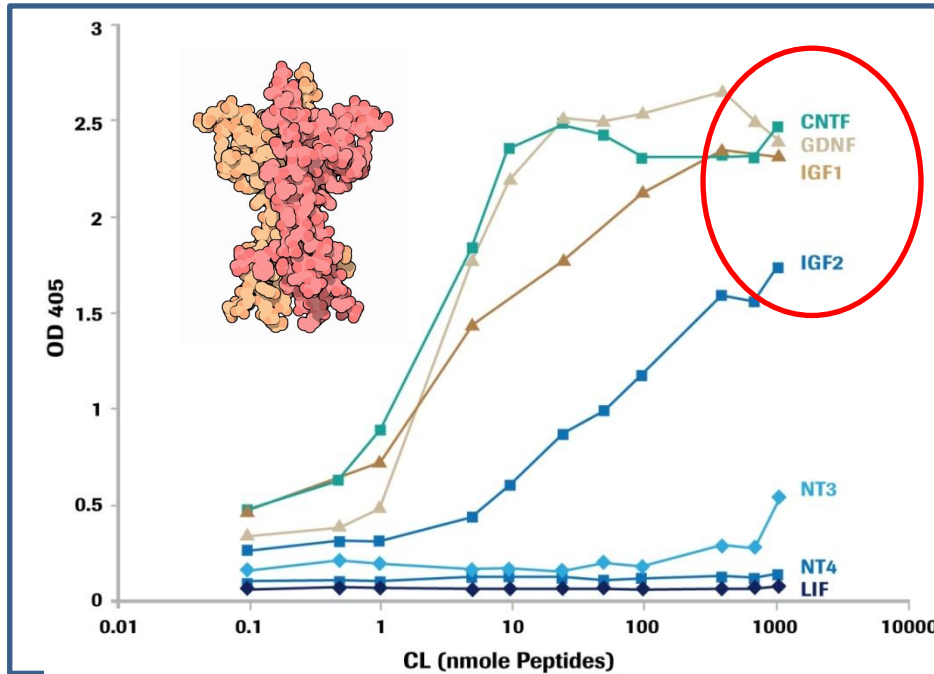 3
2.5
2
1.5
1
0.5
0
OD 405
CNTF
GDNF
IGF1
IGF2
NT3
NT4
LIF
0.01
0.1
1
10
100
1000
10000
CL (nmole Peptides)